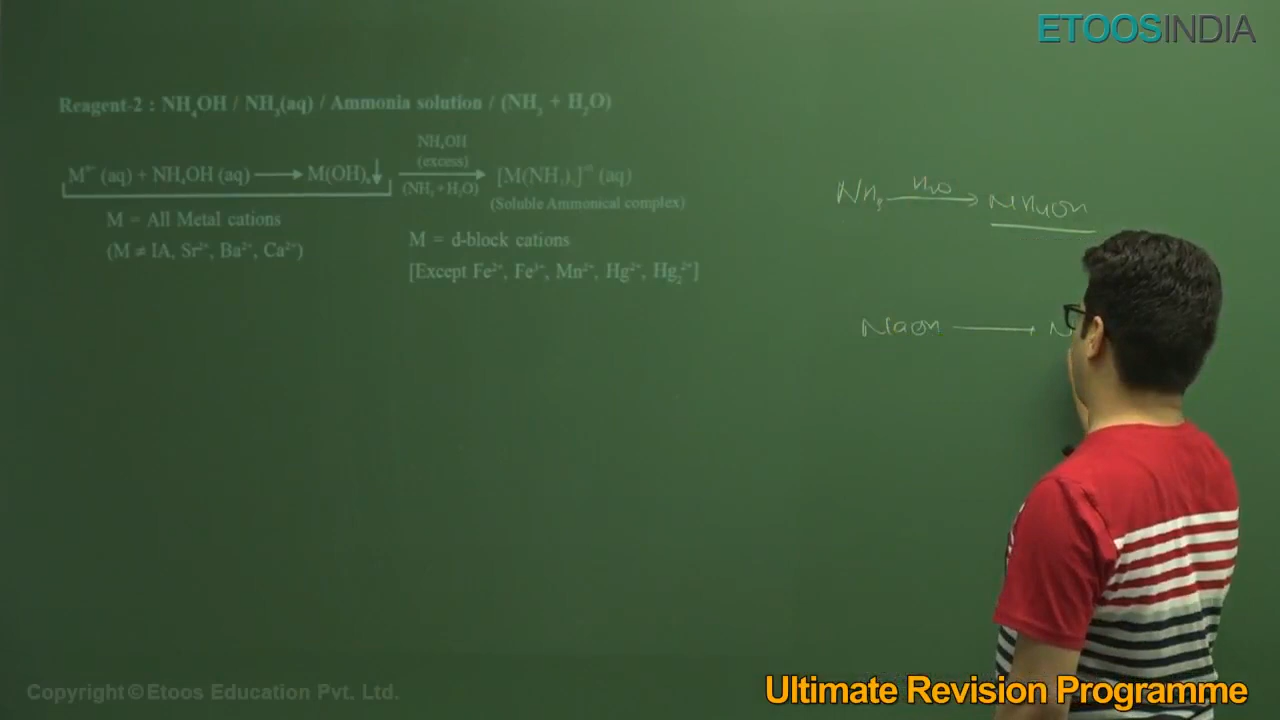 ETOOSINDIA
Reagent-2 : NH₄OH / NH₃(aq) / Ammonia solution / (NH₃ + H₂O)
Mⁿ⁺ (aq) + NH₄OH (aq) ⟶ M(OH)ₙ↓ NH₄OH (excess) ⟶ (NH₃ + H₂O) [M(NH₃)ₓ]ⁿ⁺ (aq)
(Soluble Ammonical complex)
M = All Metal cations
(M ≠ IA, Sr²⁺, Ba²⁺, Ca²⁺)
M = d-block cations
[Except Fe²⁺, Fe³⁺, Mn²⁺, Hg²⁺, Hg₂²⁺]
NH₃ H₂O ⟶ NH₄OH
NaOH ⟶ N
Copyright © Etoos Education Pvt. Ltd.
Ultimate Revision Programme